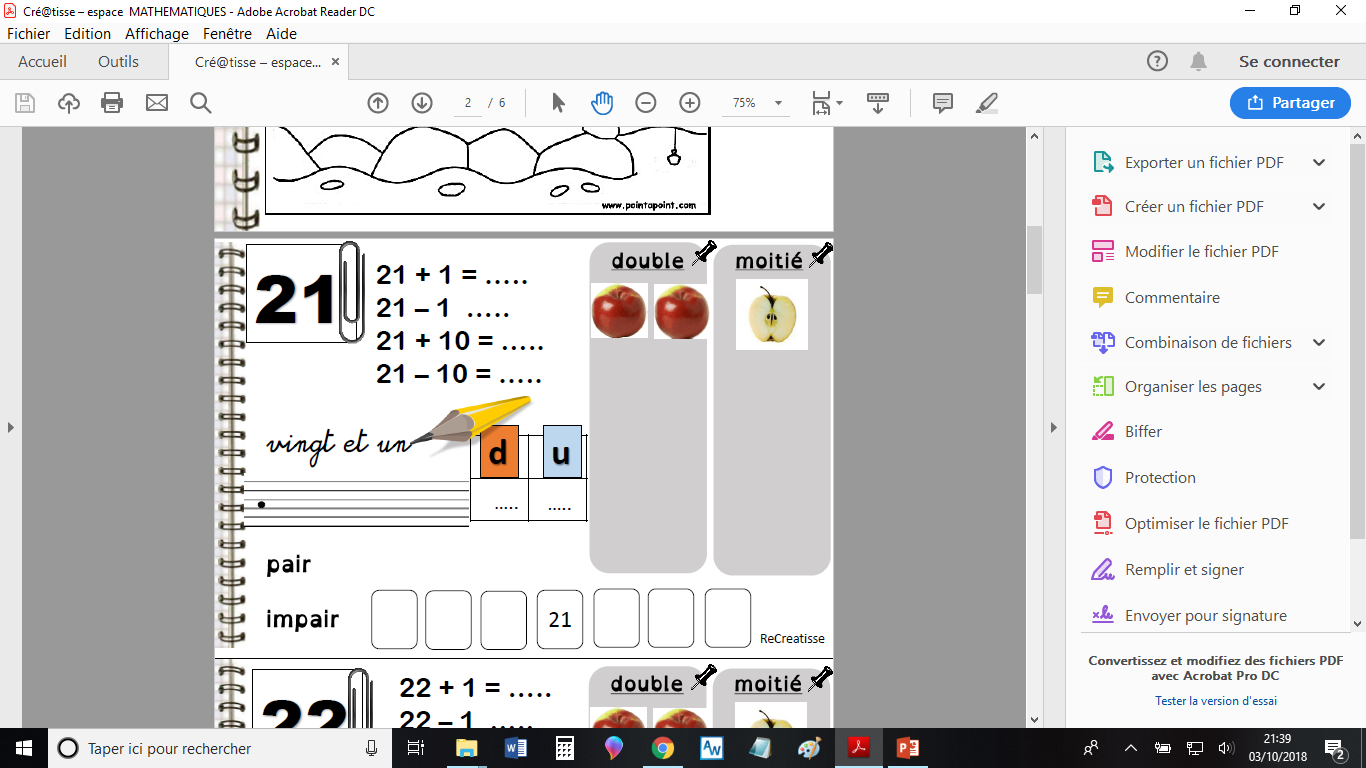 Cré@tisse – espace MATHEMATIQUES - Adobe Acrobat Reader DC
Fichier Edition Affichage Fenêtre Aide
Accueil Outils Cré@tisse – espace... × Se connecter
2 / 6 75% Partager
www.pointapoint.com
21
21 + 1 = .....
21 – 1 .....
21 + 10 = .....
21 – 10 = .....
double
moitié
vingt et un
d u
..... .....
pair
impair
21
ReCreatisse
22
22 + 1 = .....
22 – 1 .....
double
moitié
Exporter un fichier PDF
Créer un fichier PDF
Modifier le fichier PDF
Commentaire
Combinaison de fichiers
Organiser les pages
Biffer
Protection
Optimiser le fichier PDF
Remplir et signer
Envoyer pour signature
Convertissez et modifiez des fichiers PDF
avec Acrobat Pro DC
Tester la version d'essai
Taper ici pour rechercher
21:39
03/10/2018
2